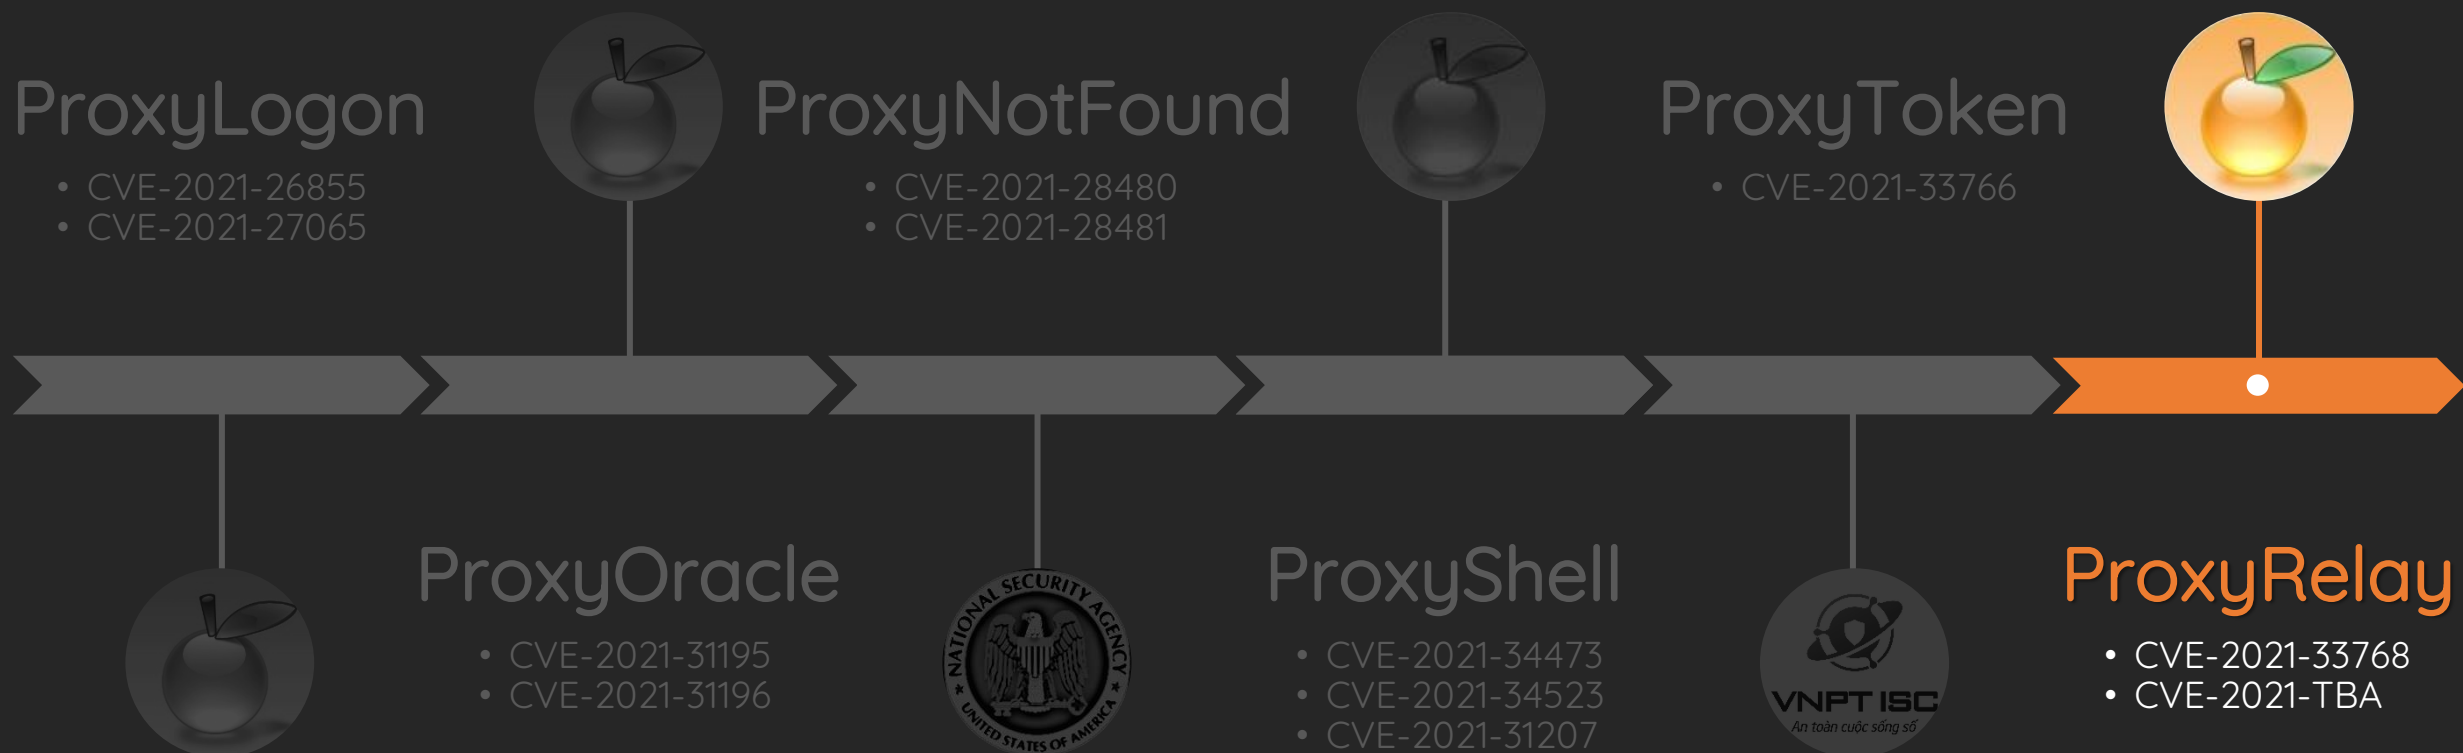 ProxyLogon
• CVE-2021-26855
• CVE-2021-27065
ProxyOracle
• CVE-2021-31195
• CVE-2021-31196
ProxyNotFound
• CVE-2021-28480
• CVE-2021-28481
NATIONAL SECURITY AGENCY
UNITED STATES OF AMERICA
ProxyShell
• CVE-2021-34473
• CVE-2021-34523
• CVE-2021-31207
ProxyToken
• CVE-2021-33766
VNPT ISC
An toàn cuộc sống số
ProxyRelay
• CVE-2021-33768
• CVE-2021-TBA